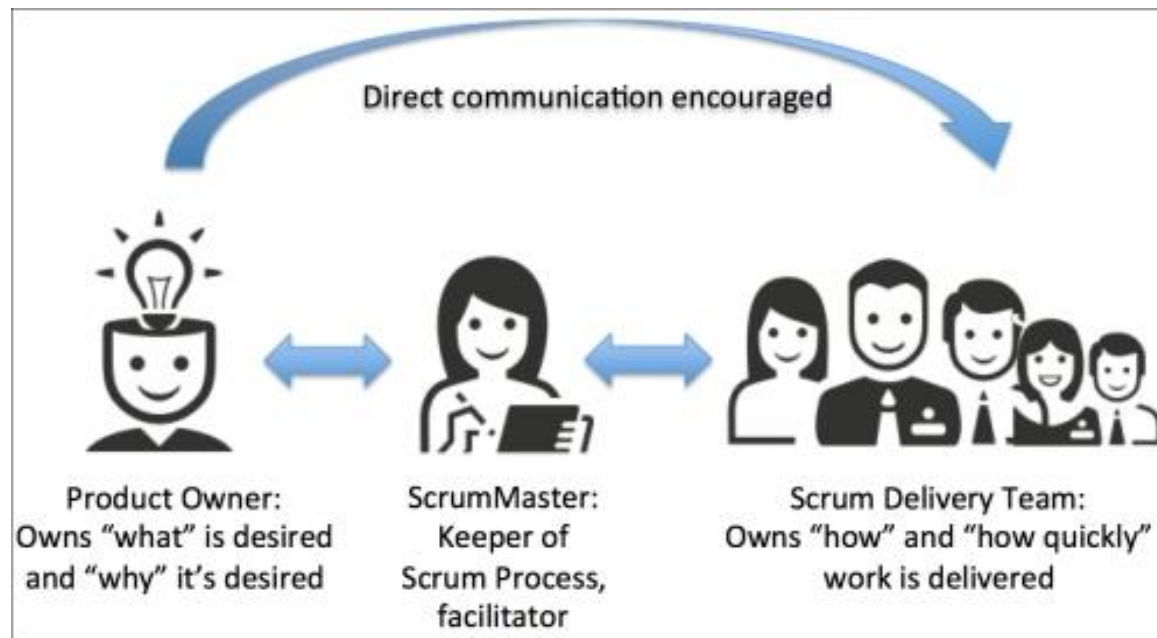 Direct communication encouraged
Product Owner:
Owns “what” is desired
and “why” it’s desired
ScrumMaster:
Keeper of
Scrum Process,
facilitator
Scrum Delivery Team:
Owns “how” and “how quickly”
work is delivered